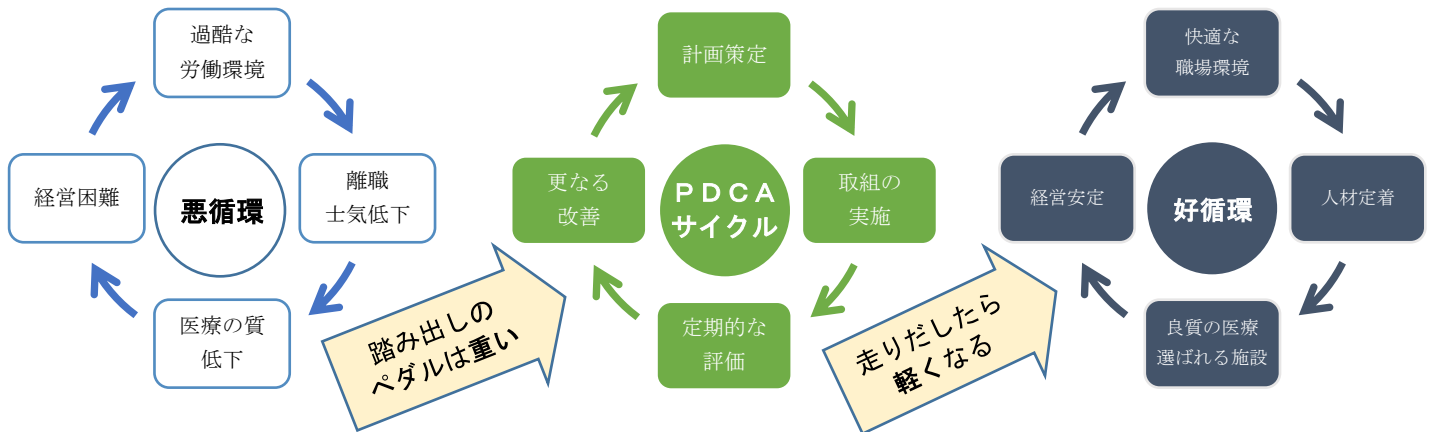 過酷な
労働環境
離職
士気低下
医療の質
低下
経営困難
悪循環
踏み出しの
ペダルは重い
計画策定
取組の
実施
定期的な
評価
更なる
改善
ＰＤＣＡ
サイクル
走りだしたら
軽くなる
快適な
職場環境
人材定着
良質の医療
選ばれる施設
経営安定
好循環